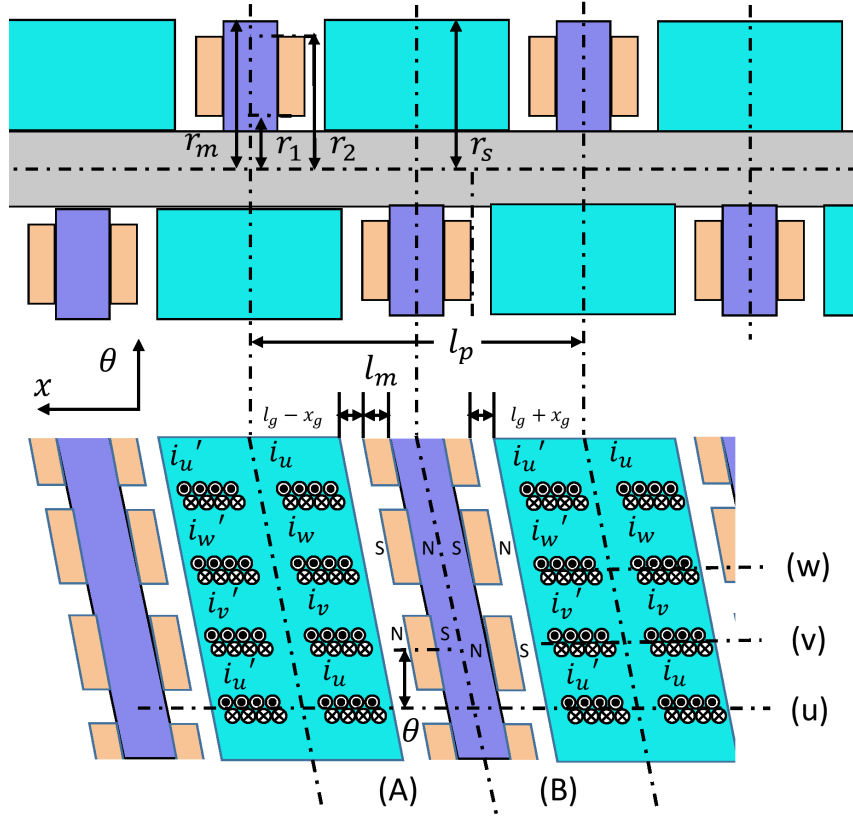 r_m r_1 r_2 r_s
l_p
θ
l_m
x
l_g − x_g l_g + x_g
i_u' i_u i_u' i_u
i_w' i_w i_w' i_w
S N S N
(w)
i_v' i_v i_v' i_v
N S N S
(v)
i_u' i_u i_u' i_u
θ
(u)
(A) (B)